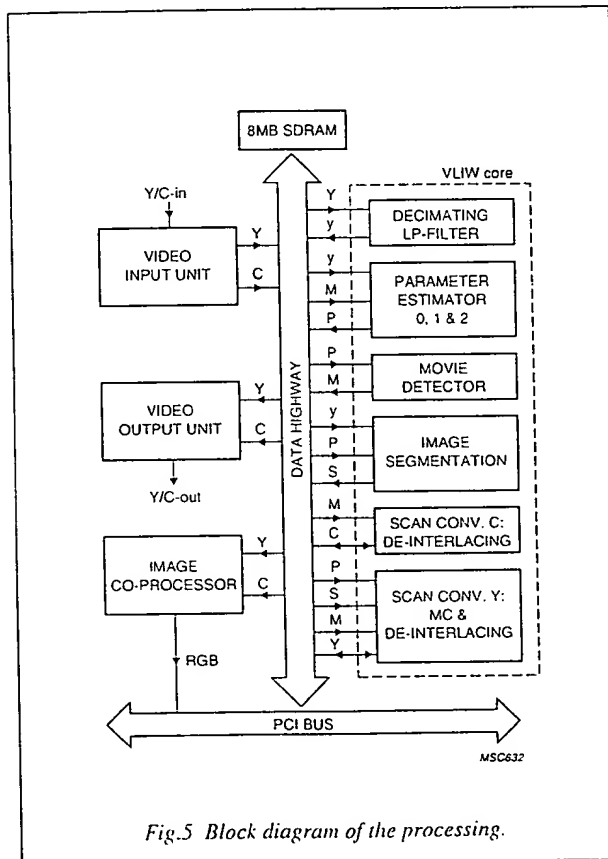 8MB SDRAM
VLIW core
Y/C-in
VIDEO
INPUT UNIT
Y
C
VIDEO
OUTPUT UNIT
Y
C
Y/C-out
IMAGE
CO-PROCESSOR
Y
C
RGB
DATA HIGHWAY
Y
y
DECIMATING
LP-FILTER
y
M
P
PARAMETER
ESTIMATOR
0, 1 & 2
P
M
MOVIE
DETECTOR
y
P
S
IMAGE
SEGMENTATION
M
C
SCAN CONV. C:
DE-INTERLACING
P
S
M
Y
SCAN CONV. Y:
MC &
DE-INTERLACING
PCI BUS
MSC632
Fig.5 Block diagram of the processing.